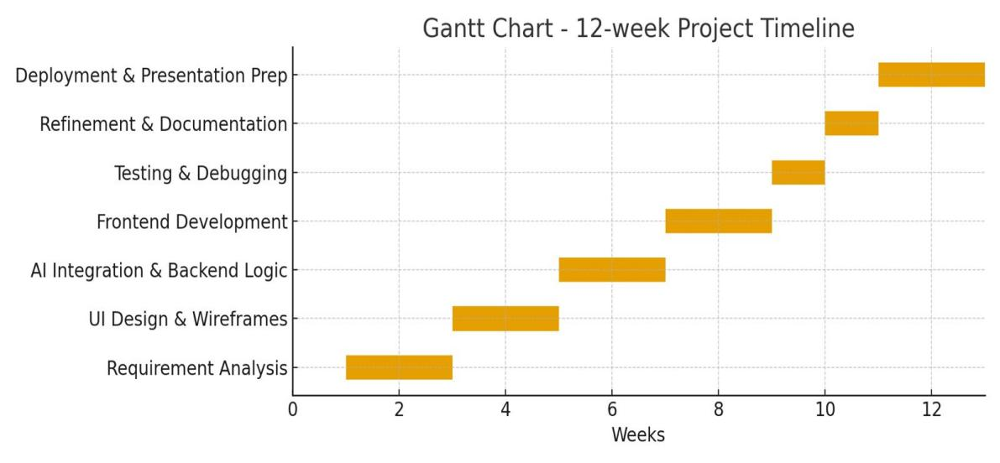 Gantt Chart - 12-week Project Timeline
Deployment & Presentation Prep
Refinement & Documentation
Testing & Debugging
Frontend Development
AI Integration & Backend Logic
UI Design & Wireframes
Requirement Analysis
0 2 4 6 8 10 12
Weeks